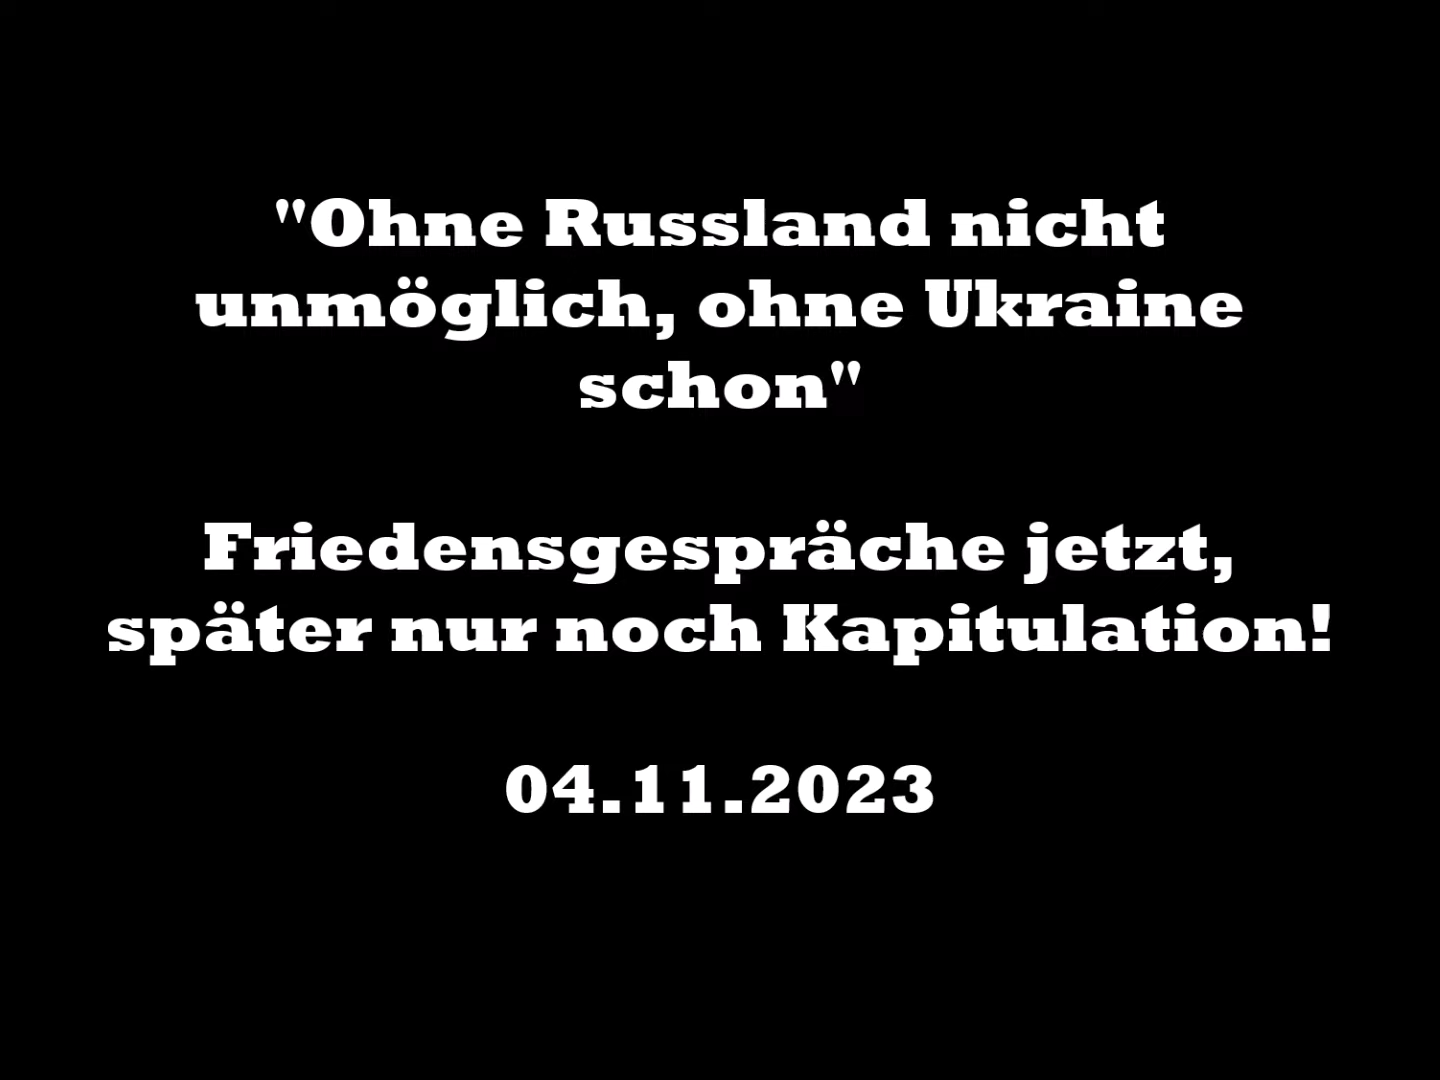 "Ohne Russland nicht
unmöglich, ohne Ukraine
schon"
Friedensgespräche jetzt,
später nur noch Kapitulation!
04.11.2023